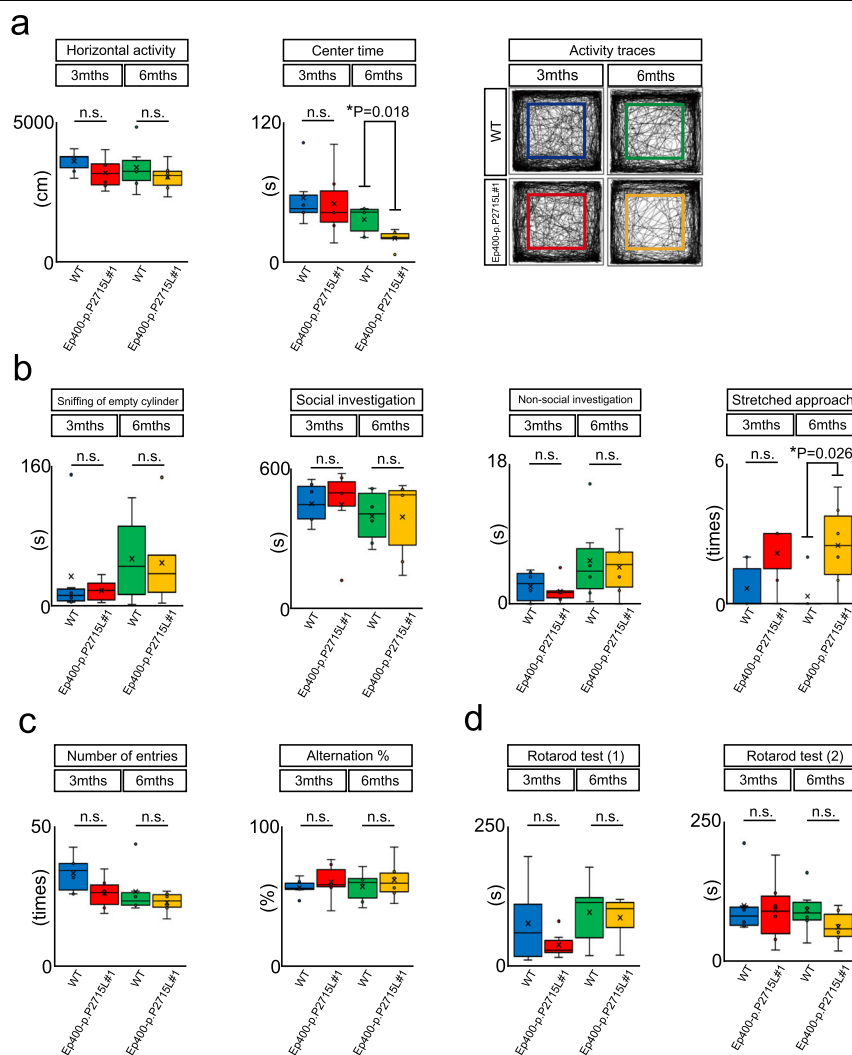 a
Horizontal activity
3mths
6mths
n.s.
n.s.
5000
(cm)
0
WT
Ep400-p.P2715L#1
WT
Ep400-p.P2715L#1
Center time
3mths
6mths
n.s.
*P=0.018
120
(s)
0
WT
Ep400-p.P2715L#1
WT
Ep400-p.P2715L#1
Activity traces
3mths
6mths
WT
Ep400-p.P2715L#1
b
Sniffing of empty cylinder
3mths
6mths
n.s.
n.s.
160
(s)
0
WT
Ep400-p.P2715L#1
WT
Ep400-p.P2715L#1
Social investigation
3mths
6mths
n.s.
n.s.
600
(s)
0
WT
Ep400-p.P2715L#1
WT
Ep400-p.P2715L#1
Non-social investigation
3mths
6mths
n.s.
n.s.
18
(s)
0
WT
Ep400-p.P2715L#1
WT
Ep400-p.P2715L#1
Stretched approach
3mths
6mths
n.s.
*P=0.026
6
(times)
0
WT
Ep400-p.P2715L#1
WT
Ep400-p.P2715L#1
c
Number of entries
3mths
6mths
n.s.
n.s.
50
(times)
0
WT
Ep400-p.P2715L#1
WT
Ep400-p.P2715L#1
Alternation %
3mths
6mths
n.s.
n.s.
100
(%)
0
WT
Ep400-p.P2715L#1
WT
Ep400-p.P2715L#1
d
Rotarod test (1)
3mths
6mths
n.s.
n.s.
250
(s)
0
WT
Ep400-p.P2715L#1
WT
Ep400-p.P2715L#1
Rotarod test (2)
3mths
6mths
n.s.
n.s.
250
(s)
0
WT
Ep400-p.P2715L#1
WT
Ep400-p.P2715L#1